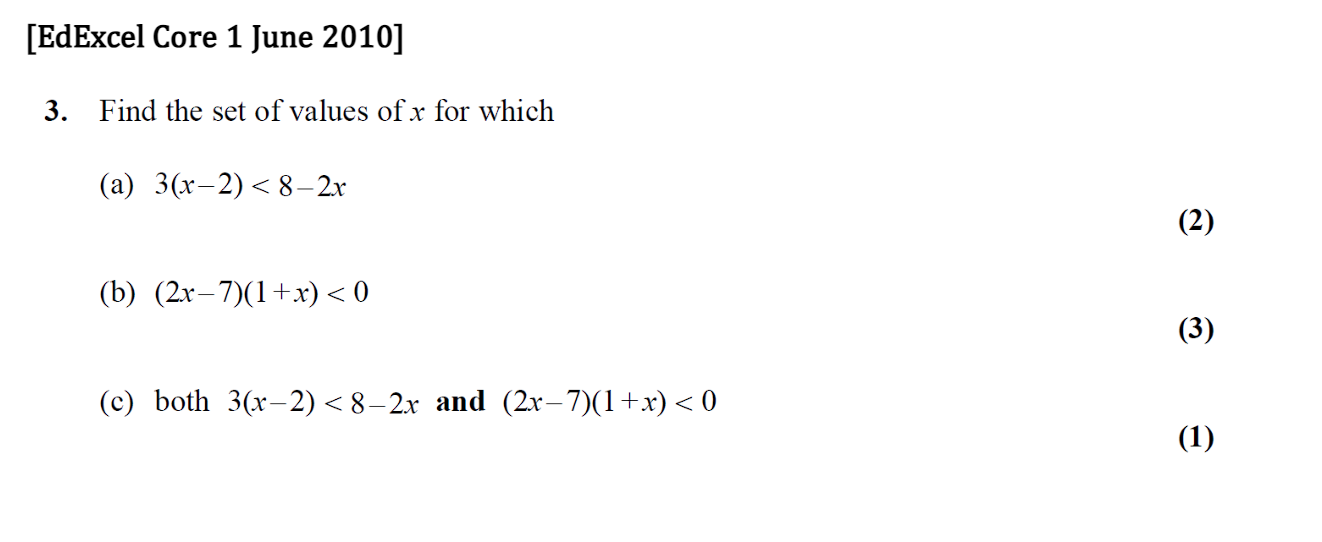 [EdExcel Core 1 June 2010]
3. Find the set of values of x for which
(a) 3(x–2) < 8–2x
(2)
(b) (2x–7)(1+x) < 0
(3)
(c) both 3(x–2) < 8–2x and (2x–7)(1+x) < 0
(1)